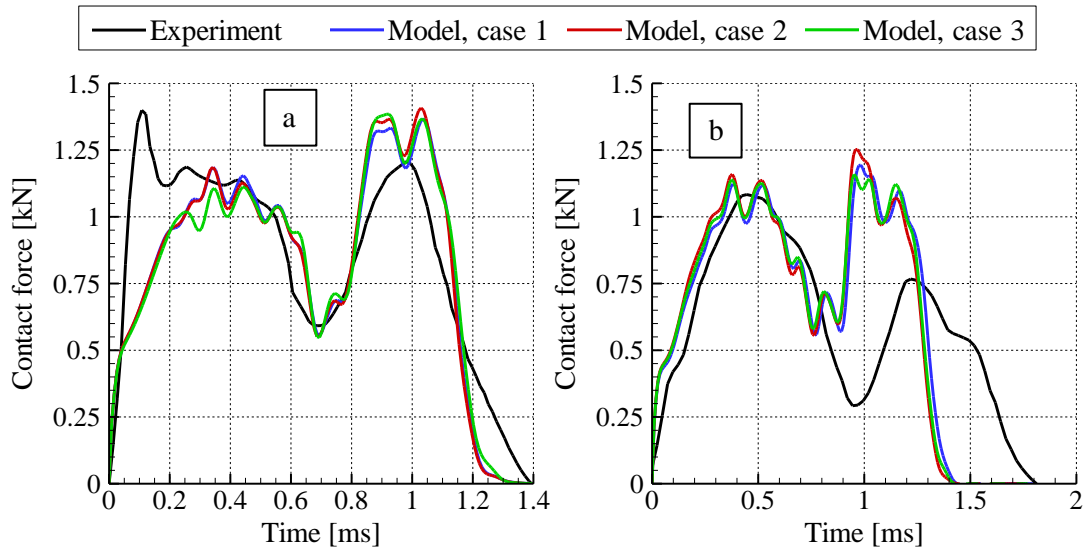 Experiment Model, case 1 Model, case 2 Model, case 3
a
Contact force [kN]
1.5
1.25
1
0.75
0.5
0.25
0
0 0.2 0.4 0.6 0.8 1 1.2 1.4
Time [ms]
b
Contact force [kN]
1.5
1.25
1
0.75
0.5
0.25
0
0 0.5 1 1.5 2
Time [ms]